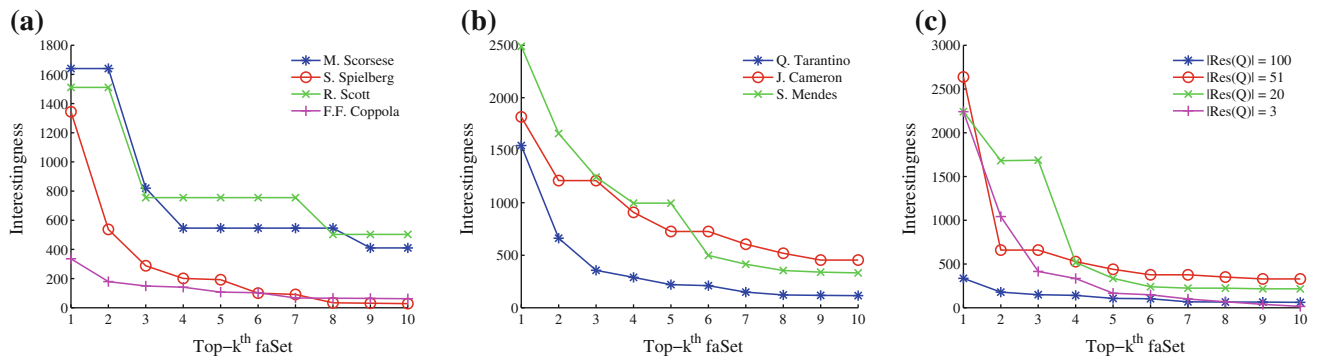 (a)
1800
1600
1400
1200
1000
800
600
400
200
0
Interestingness
1 2 3 4 5 6 7 8 9 10
Top-k^th faSet
M. Scorsese
S. Spielberg
R. Scott
F.F. Coppola
(b)
2500
2000
1500
1000
500
0
Interestingness
1 2 3 4 5 6 7 8 9 10
Top-k^th faSet
Q. Tarantino
J. Cameron
S. Mendes
(c)
3000
2500
2000
1500
1000
500
0
Interestingness
1 2 3 4 5 6 7 8 9 10
Top-k^th faSet
|Res(Q)| = 100
|Res(Q)| = 51
|Res(Q)| = 20
|Res(Q)| = 3